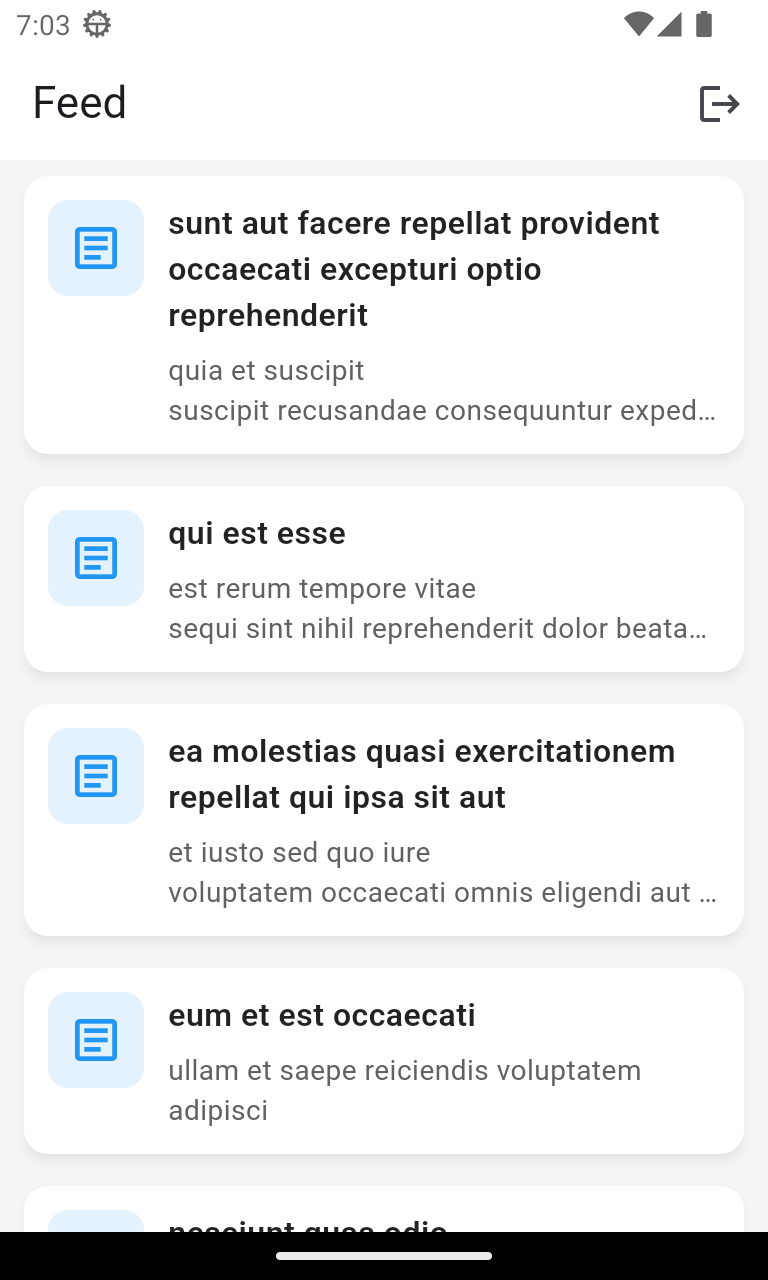 7:03
Feed
sunt aut facere repellat provident
occaecati excepturi optio
reprehenderit
quia et suscipit
suscipit recusandae consequuntur exped…
qui est esse
est rerum tempore vitae
sequi sint nihil reprehenderit dolor beata…
ea molestias quasi exercitationem
repellat qui ipsa sit aut
et iusto sed quo iure
voluptatem occaecati omnis eligendi aut …
eum et est occaecati
ullam et saepe reiciendis voluptatem
adipisci
nesciunt quas odio